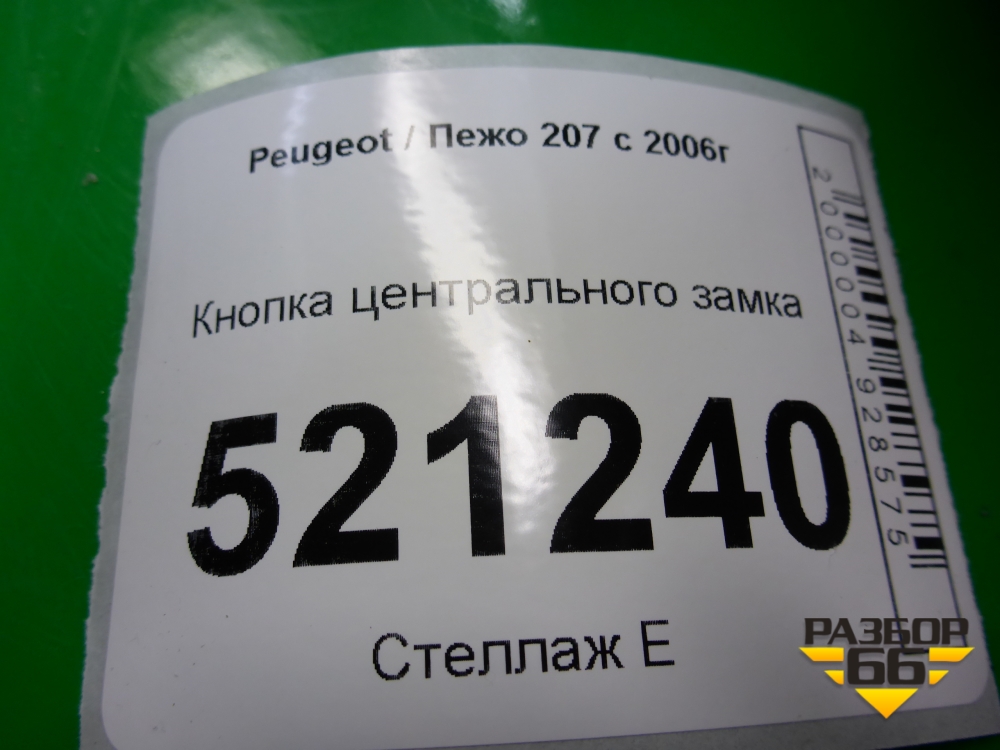 Peugeot / Пежо 207 с 2006г
Кнопка центрального замка
521240
Стеллаж Е
2000004928575
РАЗБОР
66